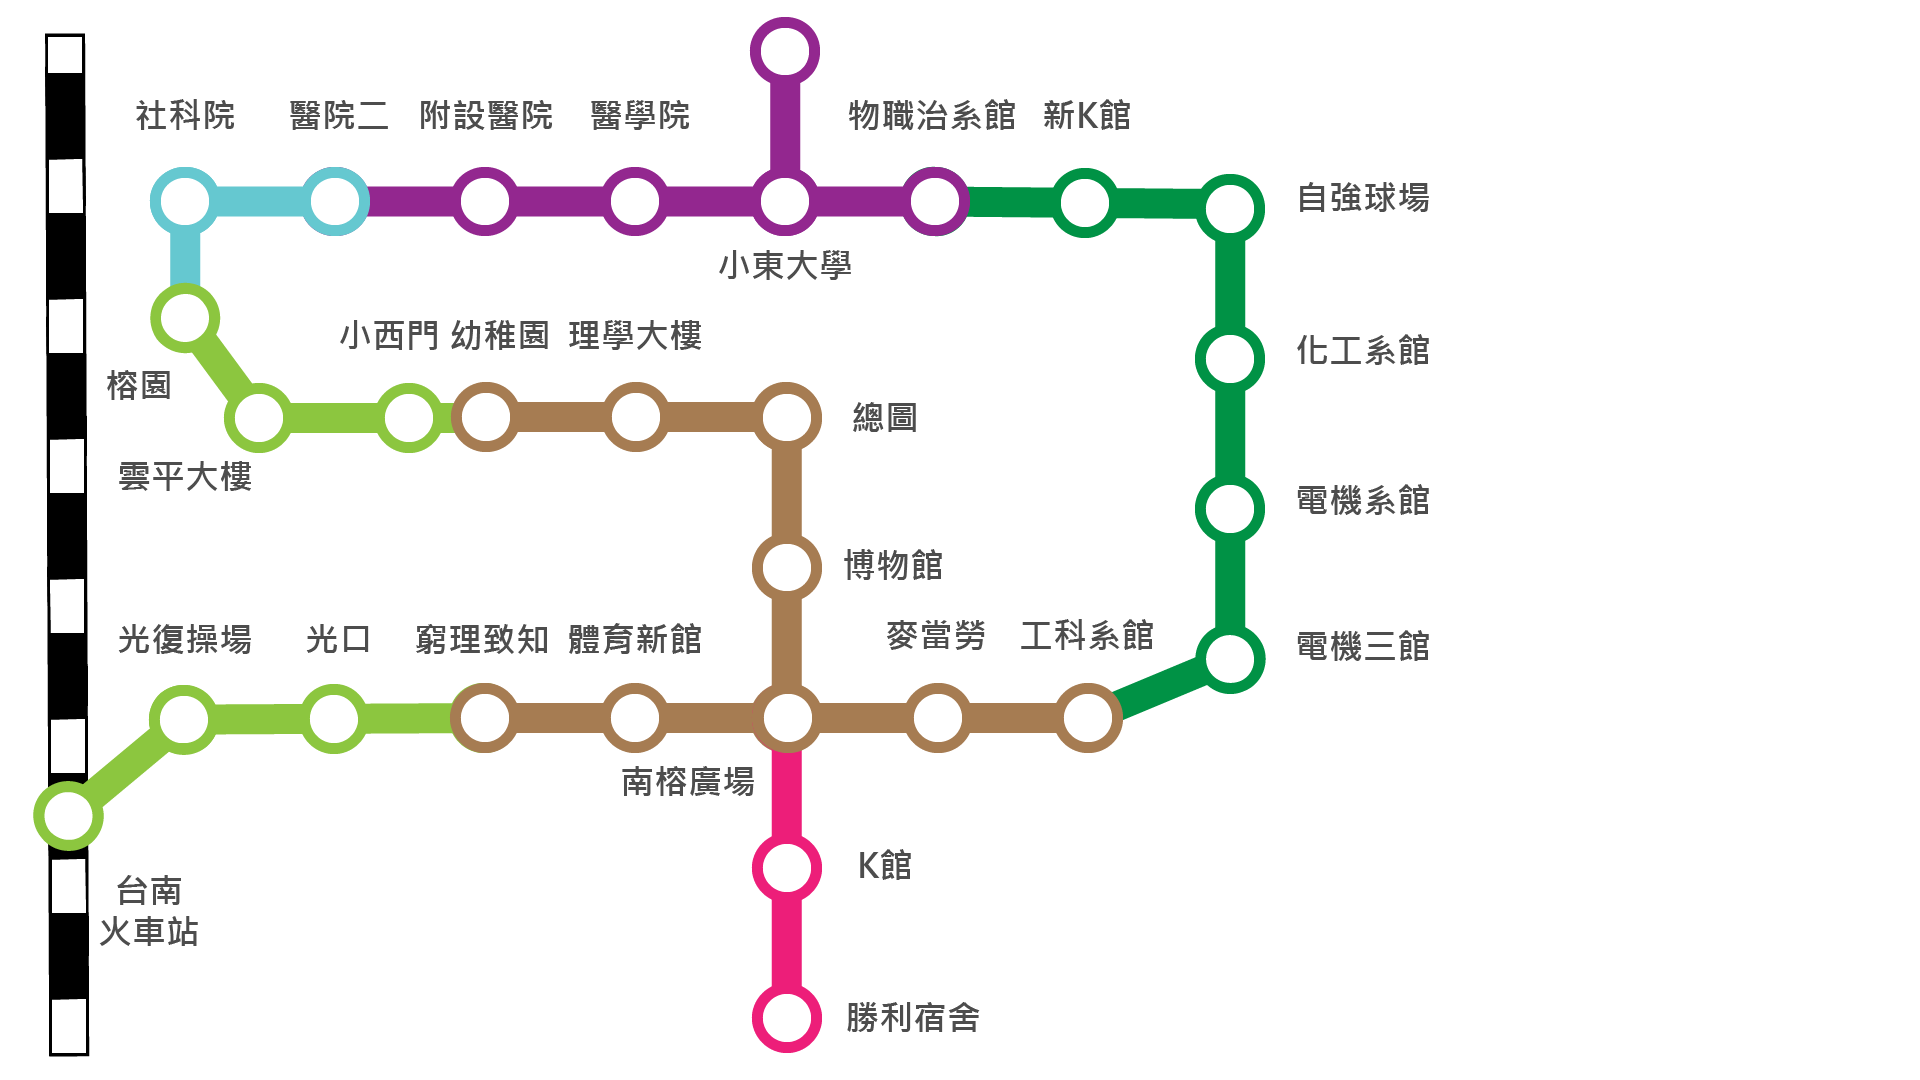 社科院
醫院二
附設醫院
醫學院
物職治系館
新K館
自強球場
小東大學
小西門
幼稚園
理學大樓
化工系館
榕園
總圖
雲平大樓
電機系館
博物館
光復操場
光口
窮理致知
體育新館
麥當勞
工科系館
電機三館
南榕廣場
K館
台南
火車站
勝利宿舍